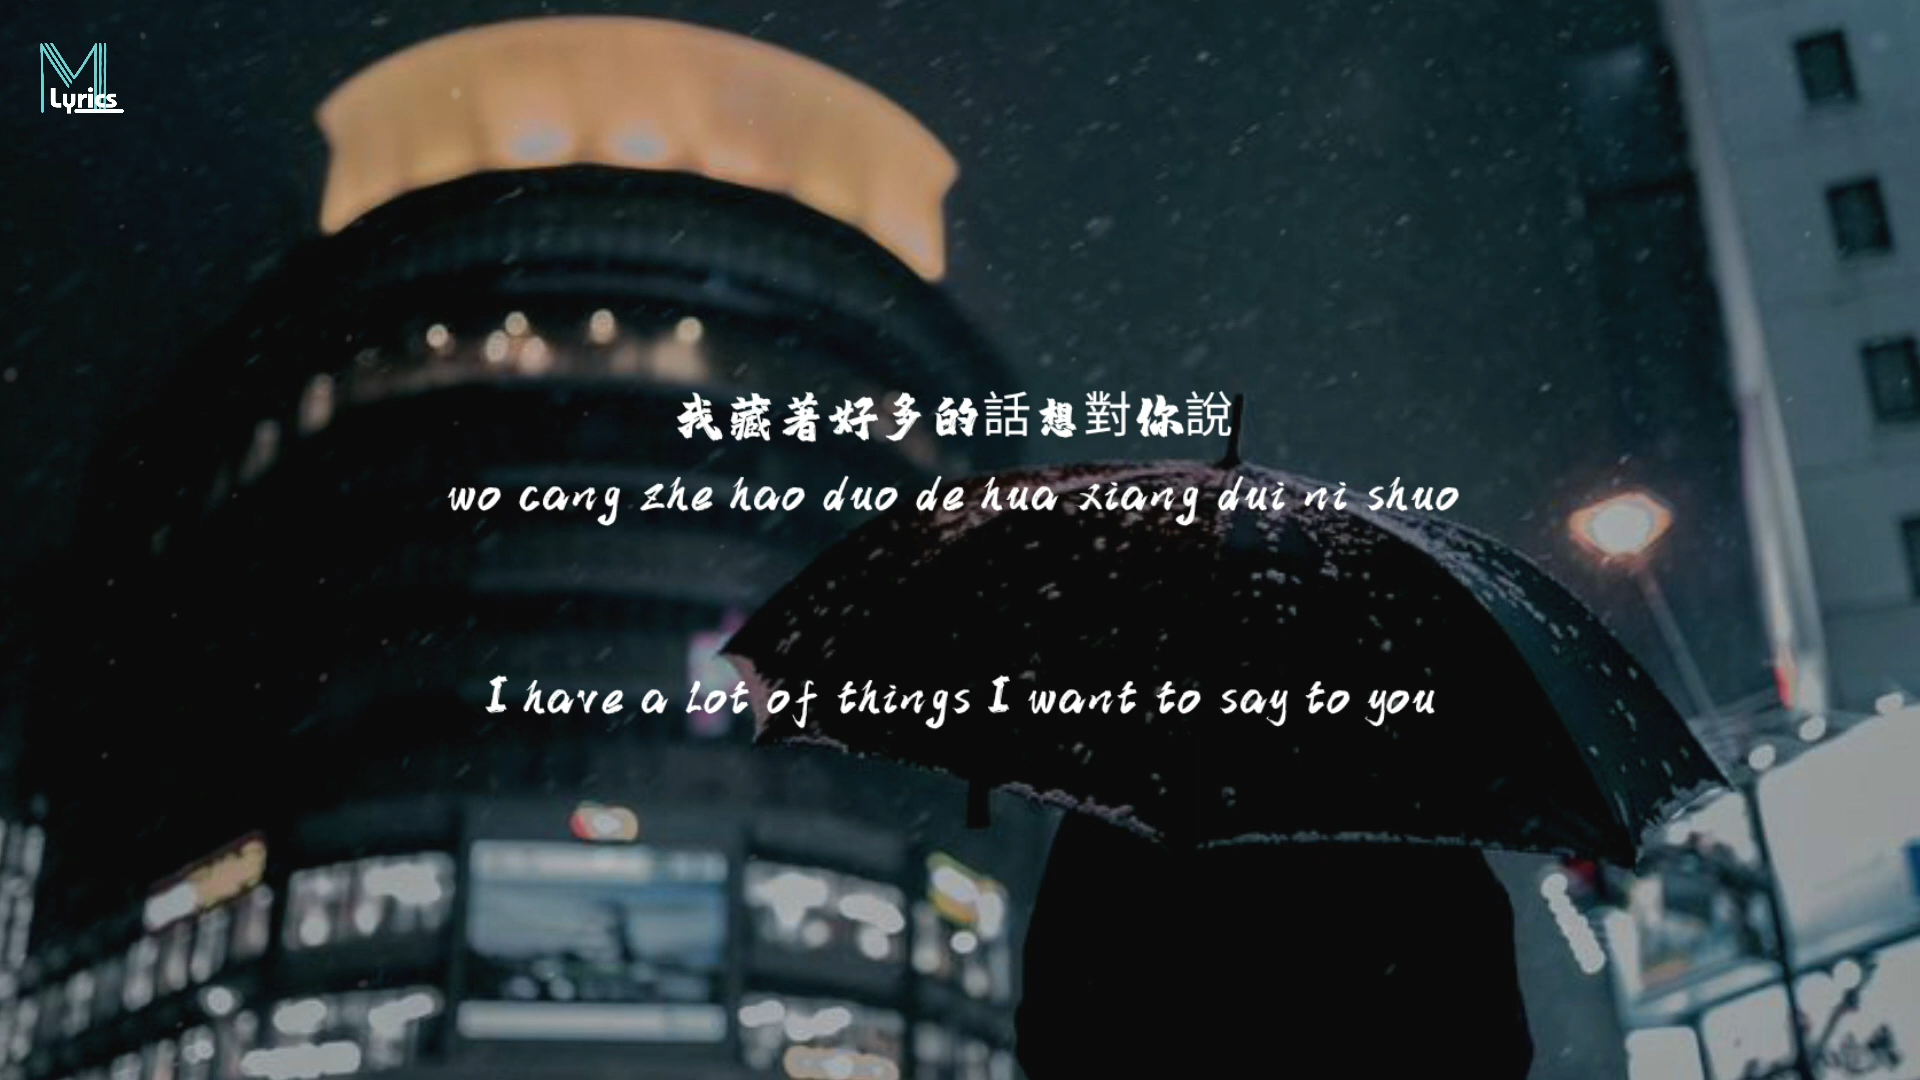 M
Lyrics
我藏著好多的話想對你說
wo cang zhe hao duo de hua xiang dui ni shuo
I have a lot of things I want to say to you